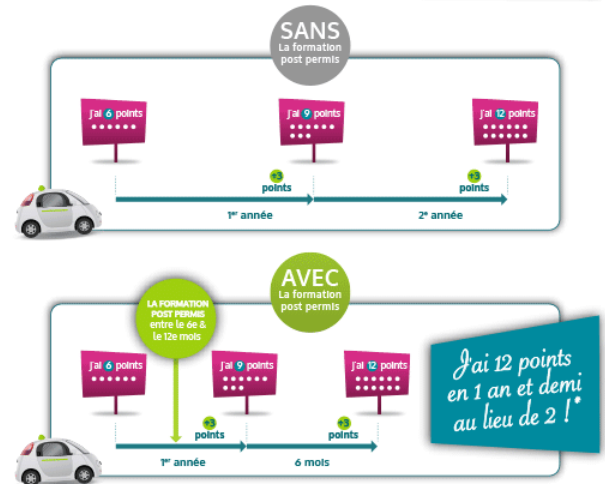 SANS
La formation
post permis
J'ai 6 points
J'ai 9 points
J'ai 12 points
+3
points
+3
points
1er année
2e année
AVEC
La formation
post permis
LA FORMATION
POST PERMIS
entre le 6e &
le 12e mois
J'ai 6 points
J'ai 9 points
J'ai 12 points
+3
points
+3
points
1er année
6 mois
J'ai 12 points
en 1 an et demi
au lieu de 2 !*